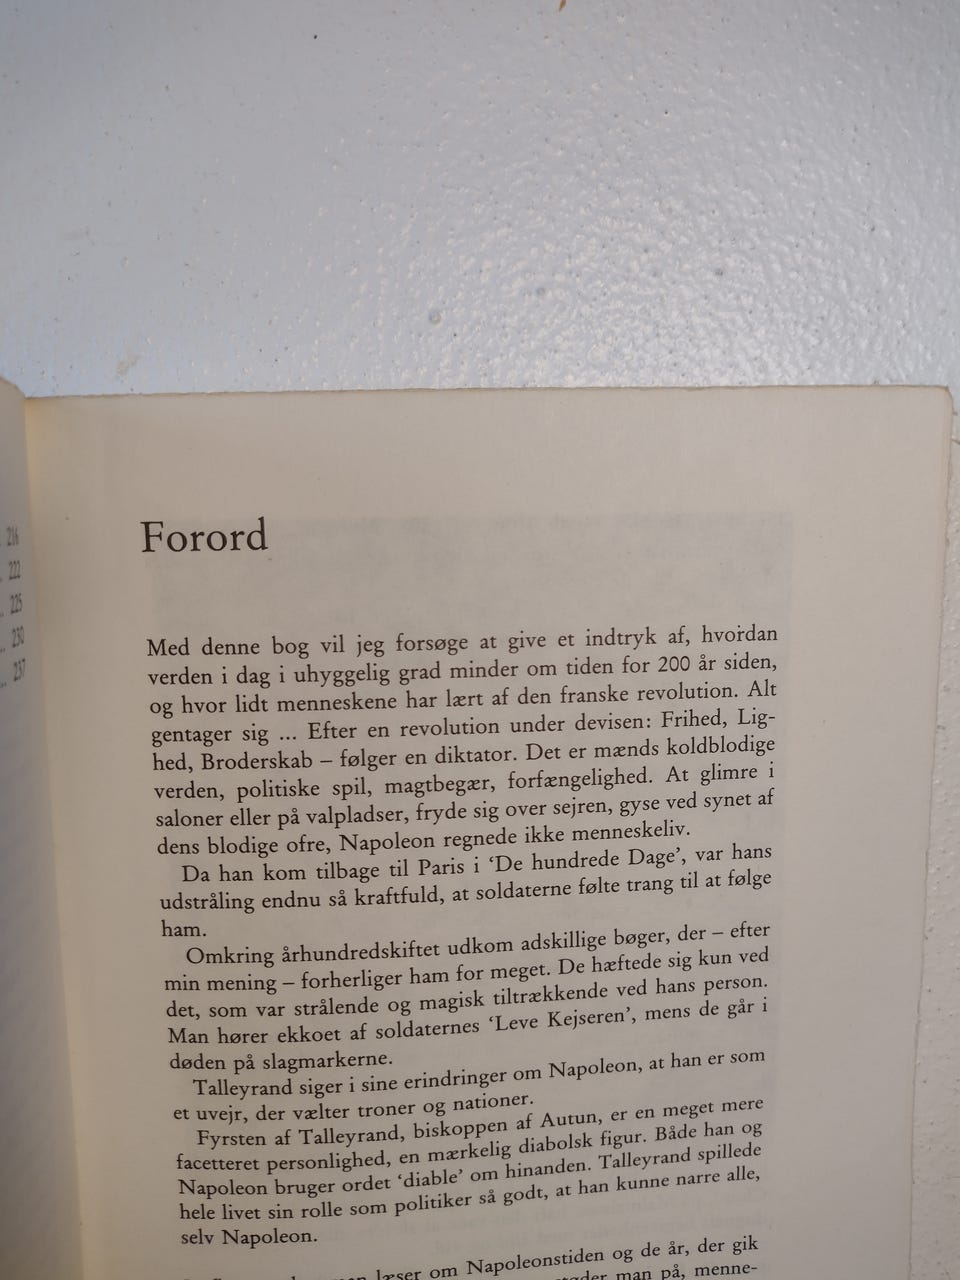 216
222
225
230
237
Forord
Med denne bog vil jeg forsøge at give et indtryk af, hvordan
verden i dag i uhyggelig grad minder om tiden for 200 år siden,
og hvor lidt menneskene har lært af den franske revolution. Alt
gentager sig ... Efter en revolution under devisen: Frihed, Lig-
hed, Broderskab – følger en diktator. Det er mænds koldblodige
verden, politiske spil, magtbegær, forfængelighed. At glimre i
saloner eller på valpladser, fryde sig over sejren, gyse ved synet af
dens blodige ofre, Napoleon regnede ikke menneskeliv.
Da han kom tilbage til Paris i ‘De hundrede Dage’, var hans
udstråling endnu så kraftfuld, at soldaterne følte trang til at følge
ham.
Omkring århundredskiftet udkom adskillige bøger, der – efter
min mening – forherliger ham for meget. De hæftede sig kun ved
det, som var strålende og magisk tiltrækkende ved hans person.
Man hører ekkoet af soldaternes ‘Leve Kejseren’, mens de går i
døden på slagmarkerne.
Talleyrand siger i sine erindringer om Napoleon, at han er som
et uvejr, der vælter troner og nationer.
Fyrsten af Talleyrand, biskoppen af Autun, er en meget mere
facetteret personlighed, en mærkelig diabolsk figur. Både han og
Napoleon bruger ordet ‘diable’ om hinanden. Talleyrand spillede
hele livet sin rolle som politiker så godt, at han kunne narre alle,
selv Napoleon.
læser om Napoleonstiden og de år, der gik
man på, menne-